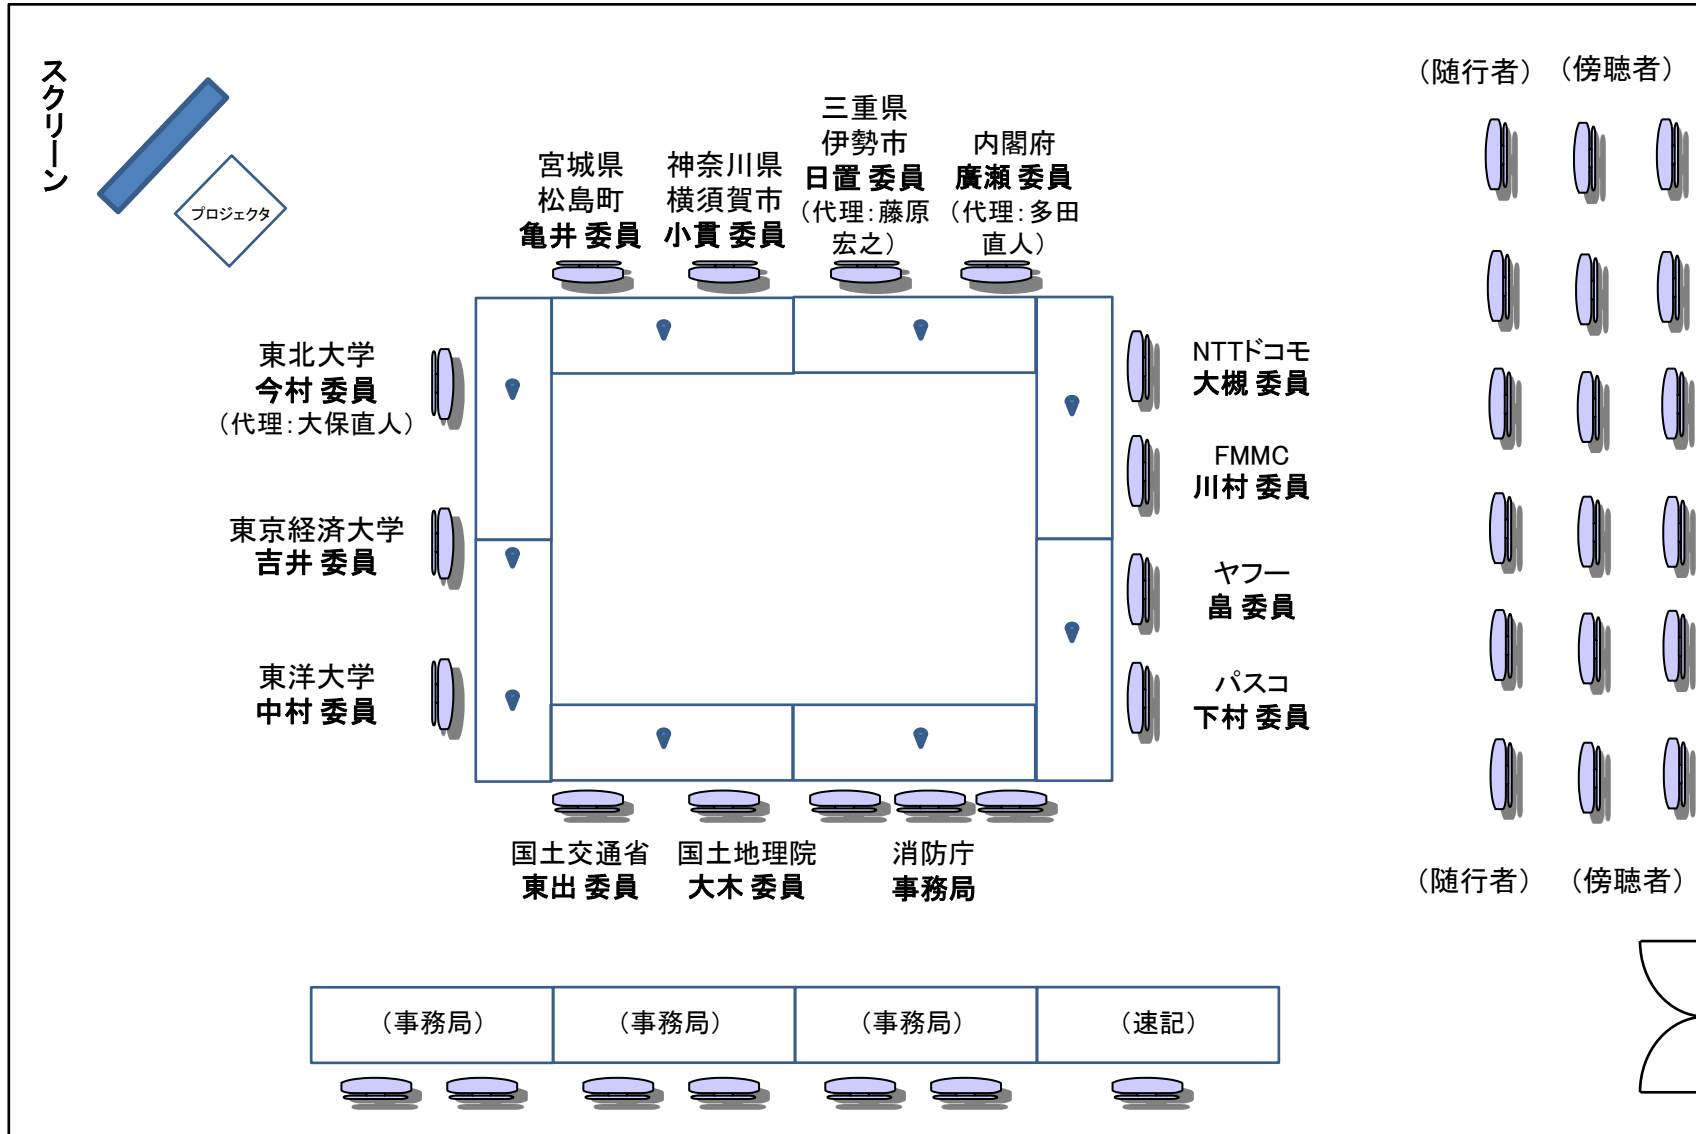 スクリーン
プロジェクタ
宮城県
松島町
亀井 委員
神奈川県
横須賀市
小貫 委員
三重県
伊勢市
日置 委員
（代理：藤原
宏之）
内閣府
廣瀬 委員
（代理：多田
直人）
（随行者）
（傍聴者）
東北大学
今村 委員
（代理：大保直人）
東京経済大学
吉井 委員
東洋大学
中村 委員
NTTドコモ
大槻 委員
FMMC
川村 委員
ヤフー
畠 委員
パスコ
下村 委員
国土交通省
東出 委員
国土地理院
大木 委員
消防庁
事務局
（随行者）
（傍聴者）
（事務局）
（事務局）
（事務局）
（速記）